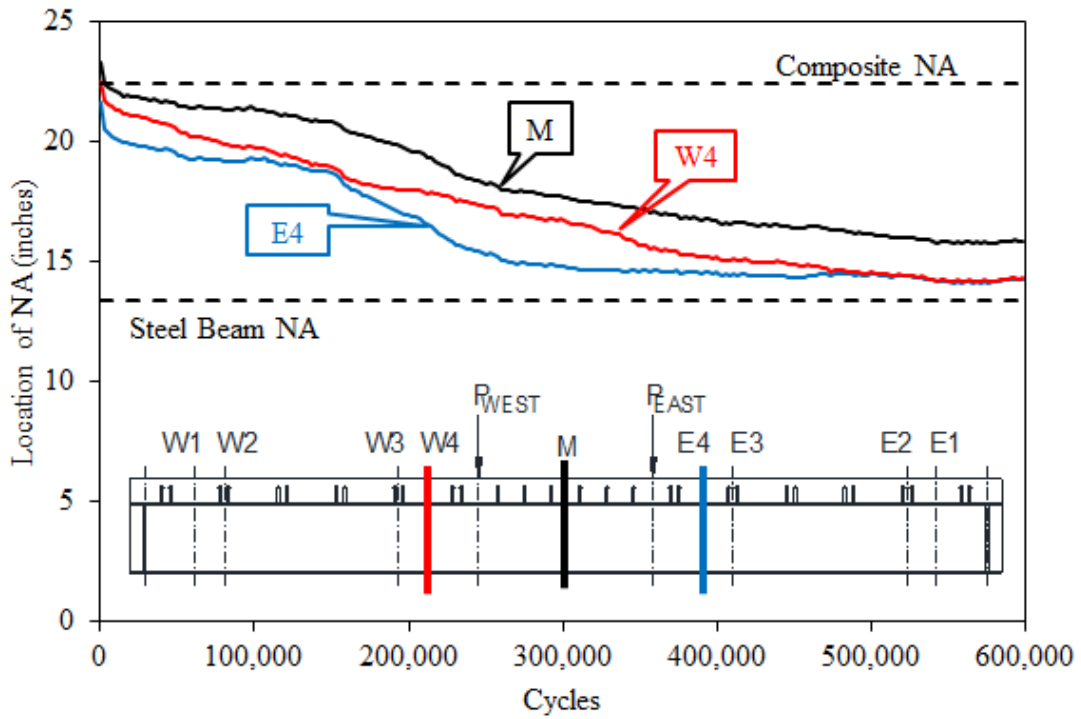 25
20
15
10
5
0
Location of NA (inches)
Composite NA
M
W4
E4
Steel Beam NA
P WEST
P EAST
W1
W2
W3
W4
M
E4
E3
E2
E1
0
100,000
200,000
300,000
400,000
500,000
600,000
Cycles